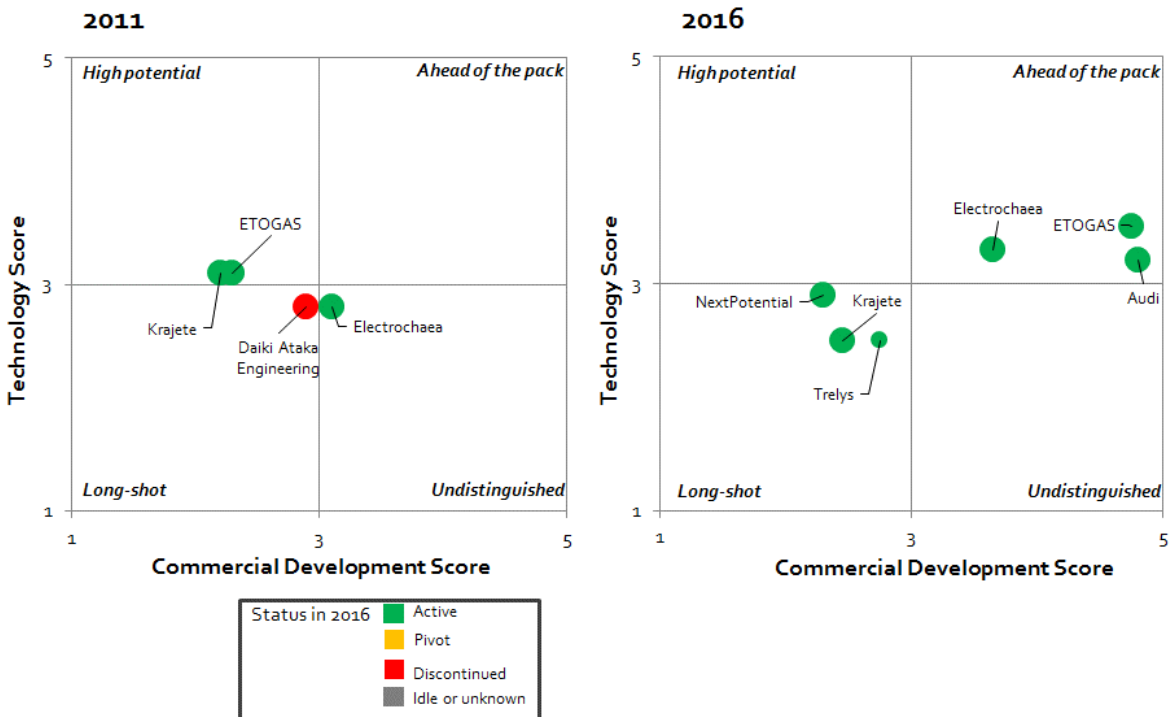 2011
5
High potential
Ahead of the pack
ETOGAS
Technology Score
3
Krajete
Daiki Ataka
Engineering
Electrochaea
Long-shot
Undistinguished
1
1
3
5
Commercial Development Score
2016
5
High potential
Ahead of the pack
Electrochaea
ETOGAS
Technology Score
3
NextPotential
Krajete
Audi
Trelys
Long-shot
Undistinguished
1
1
3
5
Commercial Development Score
Status in 2016
Active
Pivot
Discontinued
Idle or unknown